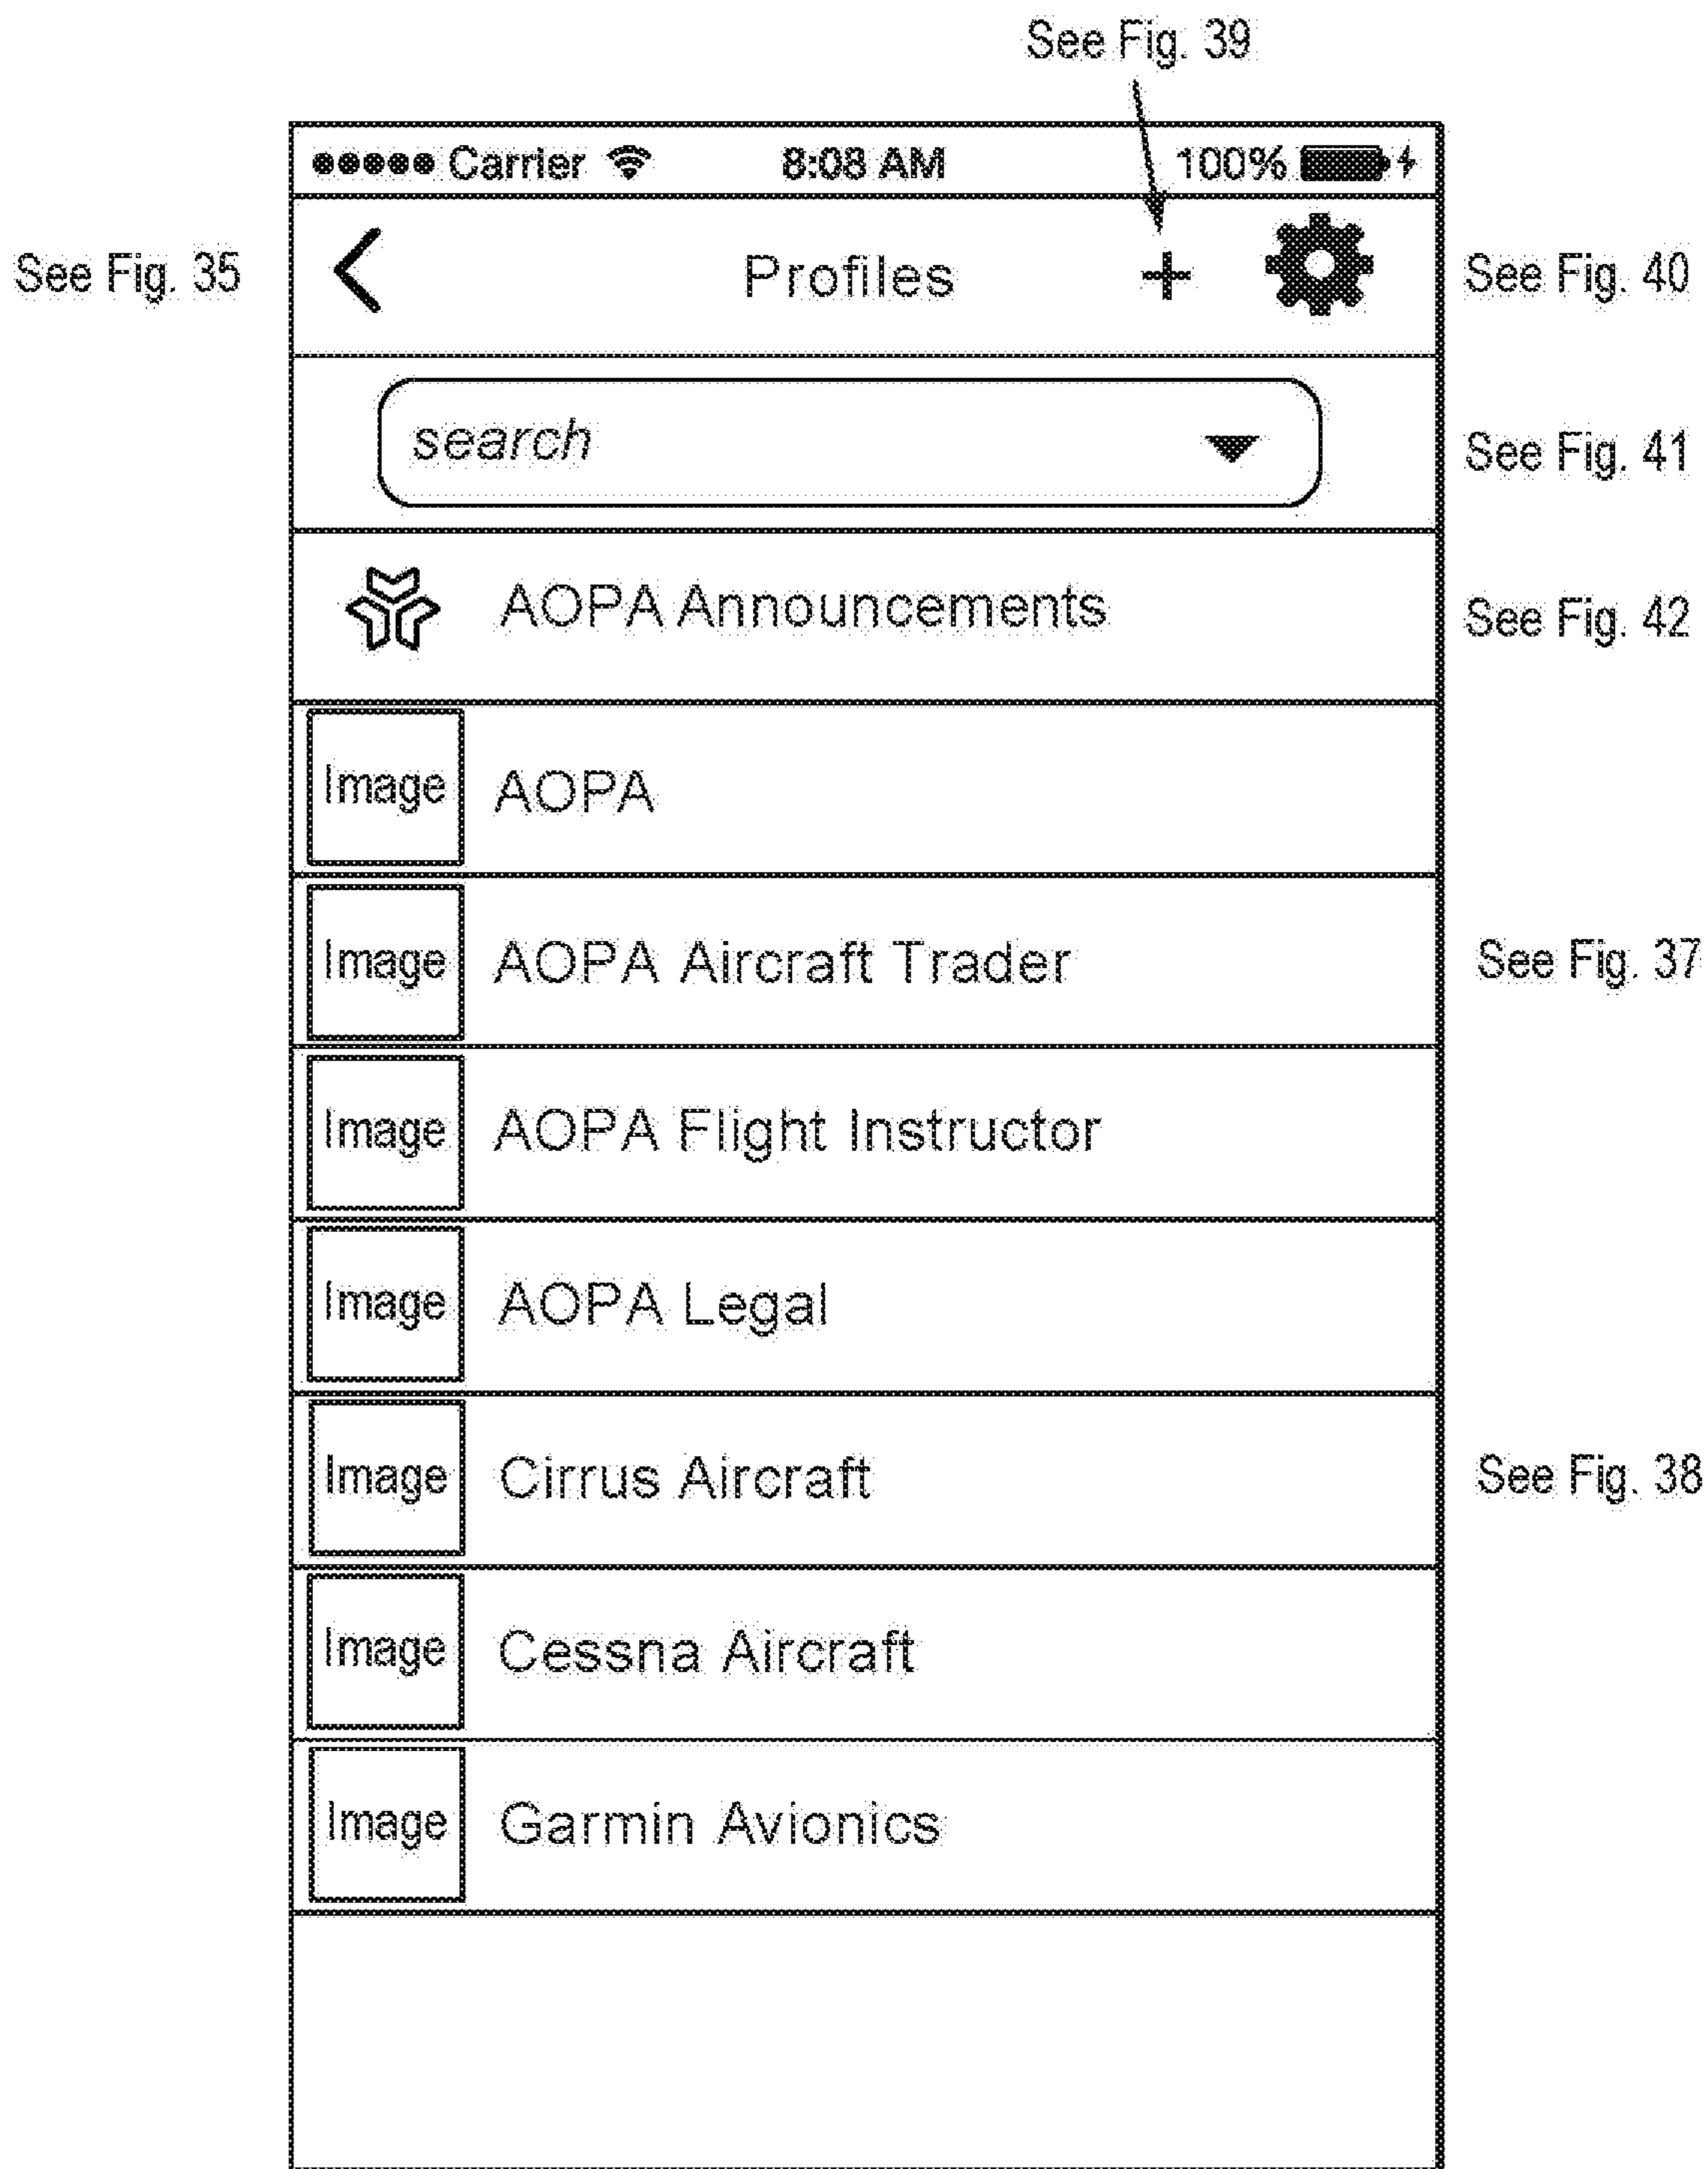 See Fig. 39
Carrier 8:08 AM 100%
See Fig. 35 Profiles + See Fig. 40
search See Fig. 41
AOPA Announcements See Fig. 42
Image AOPA
Image AOPA Aircraft Trader See Fig. 37
Image AOPA Flight Instructor
Image AOPA Legal
Image Cirrus Aircraft See Fig. 38
Image Cessna Aircraft
Image Garmin Avionics